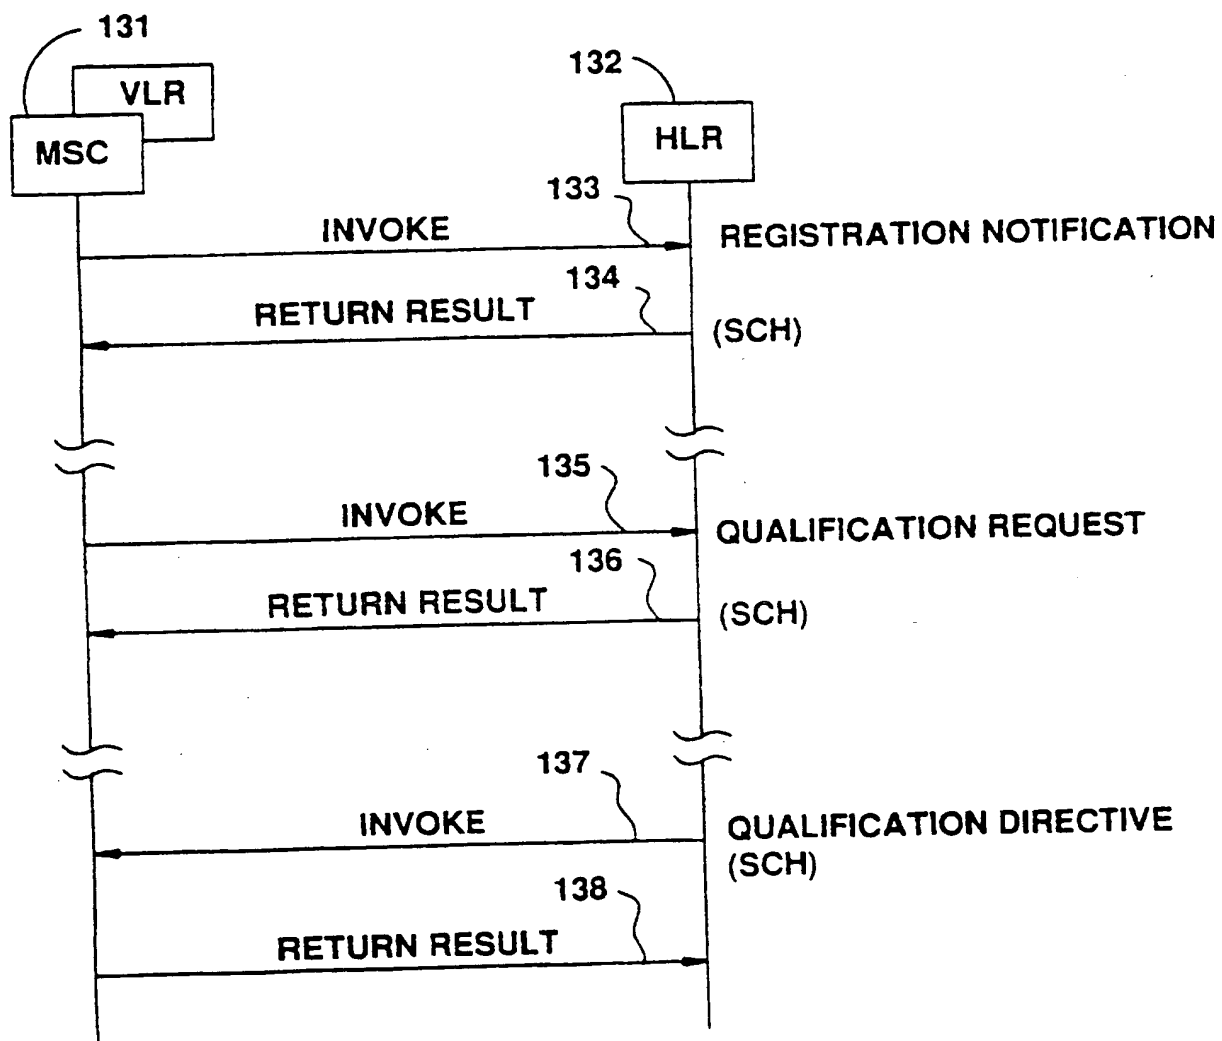 131
132
VLR
MSC
HLR
133
INVOKE
REGISTRATION NOTIFICATION
134
RETURN RESULT
(SCH)
135
INVOKE
QUALIFICATION REQUEST
136
RETURN RESULT
(SCH)
137
INVOKE
QUALIFICATION DIRECTIVE
(SCH)
138
RETURN RESULT